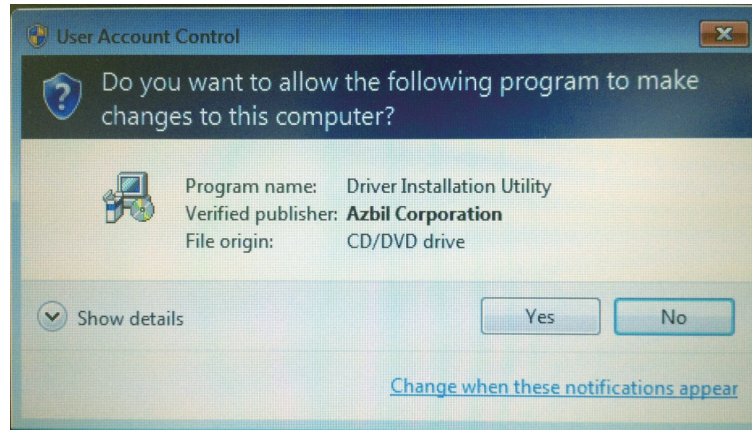 User Account Control
Do you want to allow the following program to make
changes to this computer?
Program name: Driver Installation Utility
Verified publisher: Azbil Corporation
File origin: CD/DVD drive
Show details
Yes
No
Change when these notifications appear